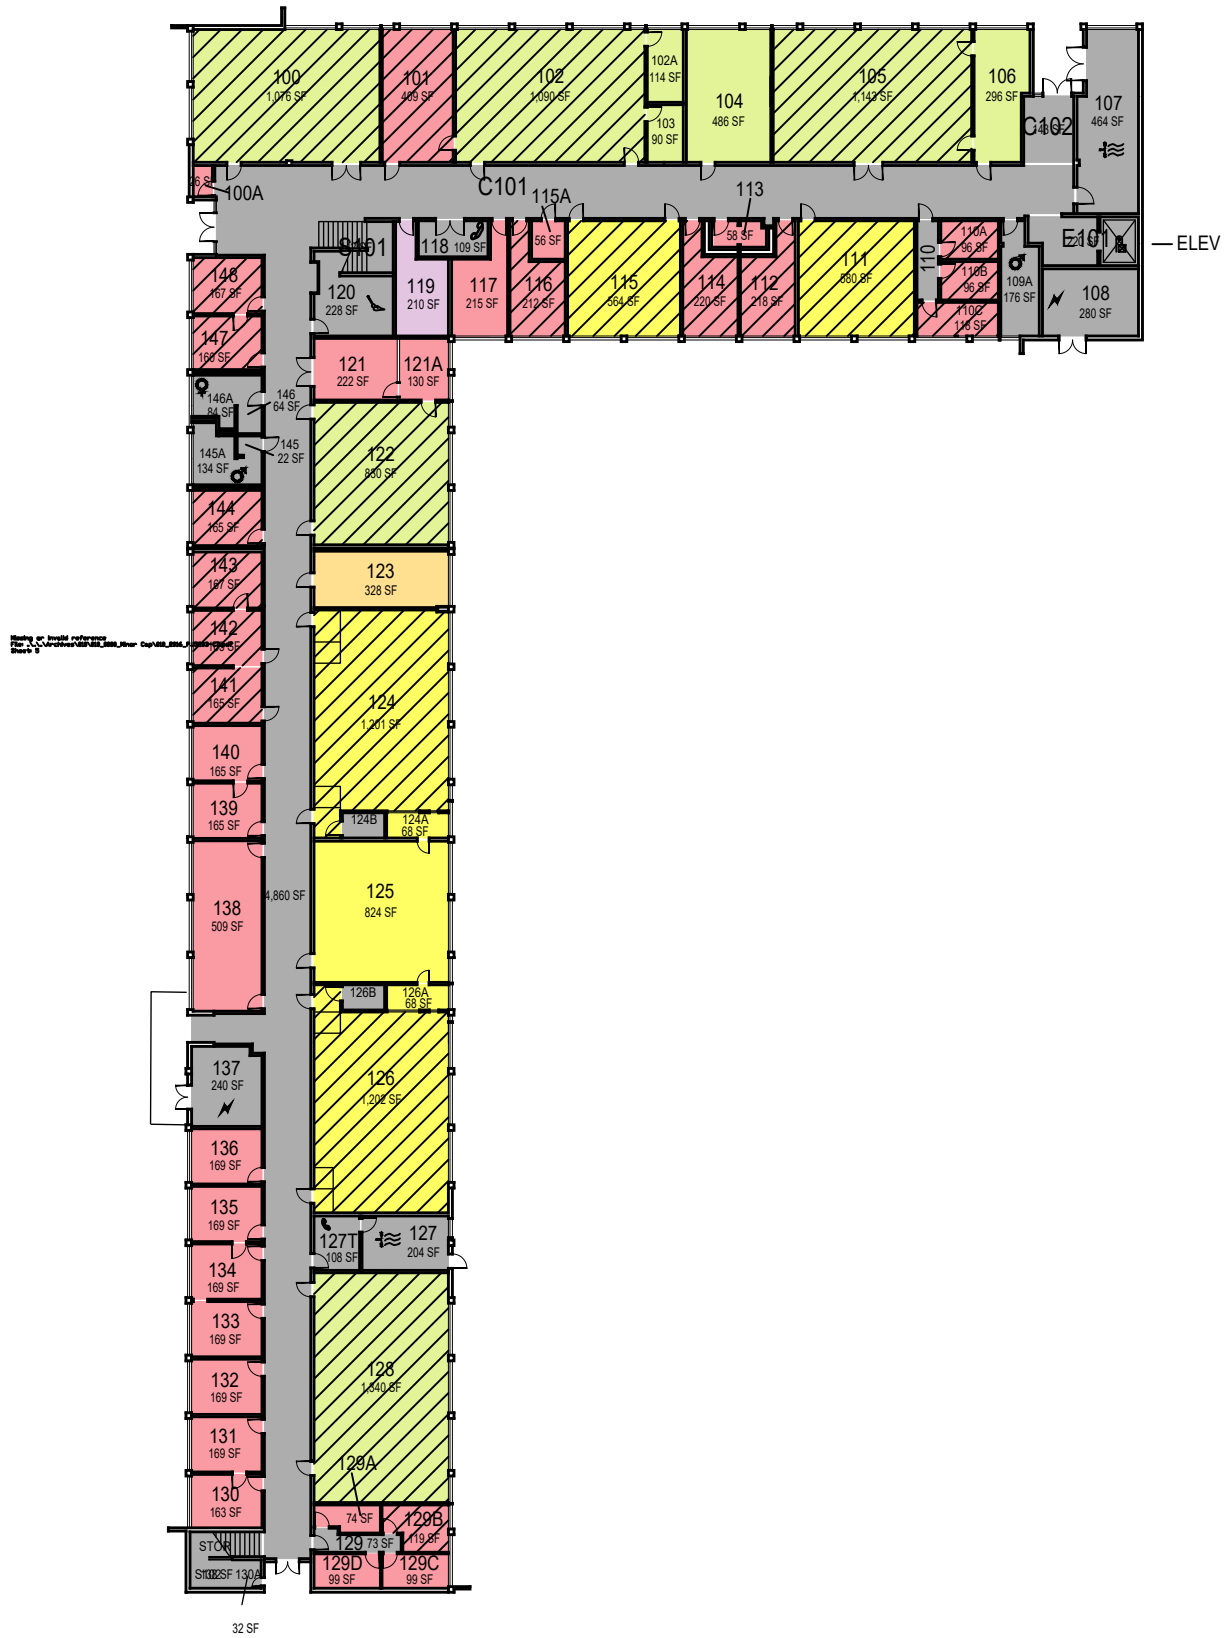 100
1,076 SF
101
409 SF
102
1,090 SF
102A
114 SF
103
90 SF
104
486 SF
105
1,143 SF
106
296 SF
C102
107
464 SF
100A
C101
115A
113
S101
118
109 SF
56 SF
58 SF
110
110A
96 SF
E101
ELEV
148
167 SF
120
228 SF
119
210 SF
117
215 SF
116
212 SF
115
564 SF
114
220 SF
112
218 SF
111
580 SF
110B
96 SF
110C
109A
176 SF
108
280 SF
147
121
222 SF
121A
130 SF
146A
84 SF
146
64 SF
145A
134 SF
145
22 SF
122
830 SF
144
165 SF
143
167 SF
123
328 SF
Missing or invalid reference
Sheet: 5
142
141
165 SF
124
1,201 SF
140
165 SF
139
165 SF
124B
124A
68 SF
138
509 SF
4,860 SF
125
824 SF
126B
126A
68 SF
137
240 SF
126
1,202 SF
136
169 SF
135
169 SF
127T
108 SF
127
204 SF
134
169 SF
133
169 SF
132
169 SF
128
1,340 SF
131
169 SF
130
163 SF
129A
74 SF
129B
119 SF
129
73 SF
STOR
130A
129D
99 SF
129C
99 SF
32 SF